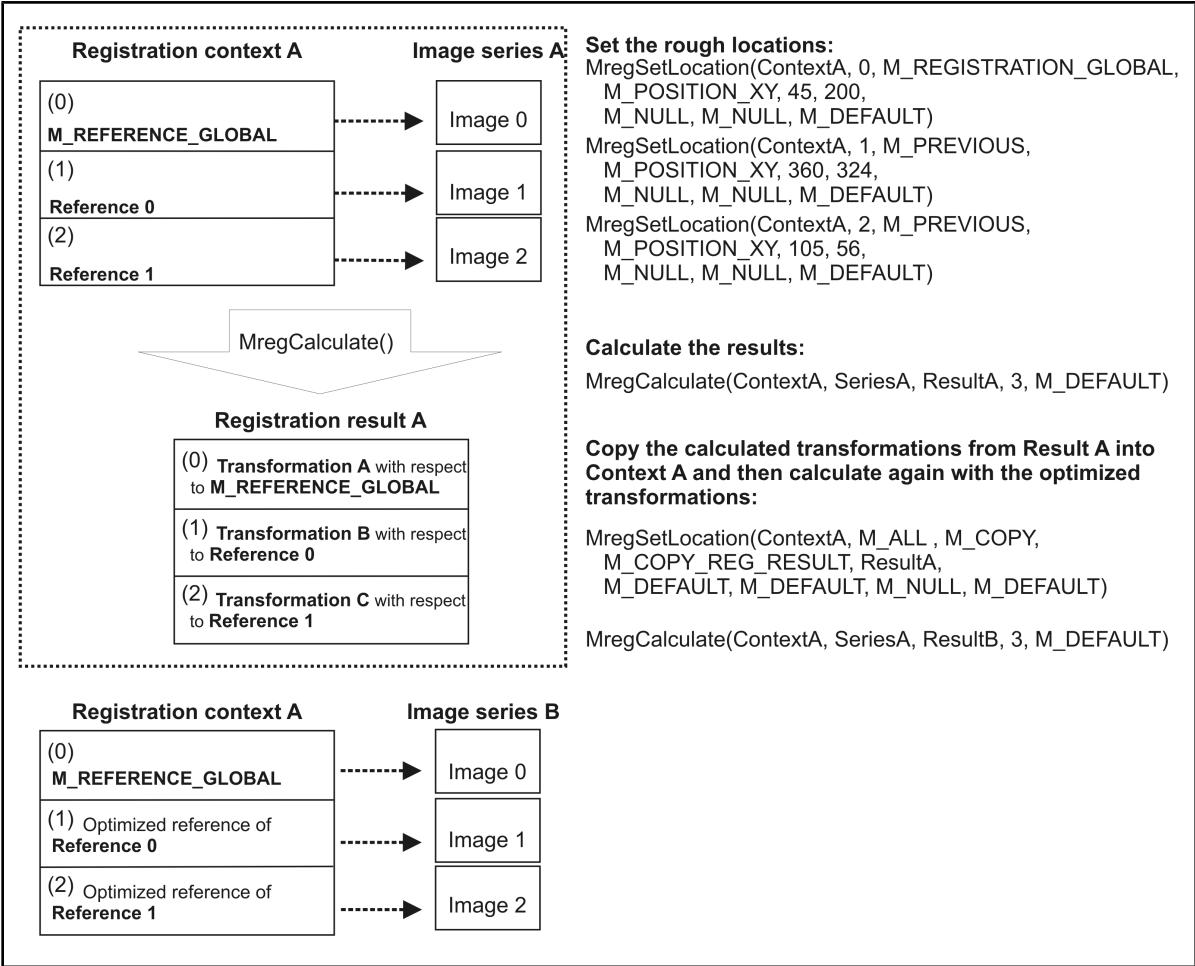 Registration context A
Image series A
(0)
M_REFERENCE_GLOBAL
Image 0
(1)
Reference 0
Image 1
(2)
Reference 1
Image 2
MregCalculate()
Registration result A
(0) Transformation A with respect
to M_REFERENCE_GLOBAL
(1) Transformation B with respect
to Reference 0
(2) Transformation C with respect
to Reference 1
Registration context A
Image series B
(0)
M_REFERENCE_GLOBAL
Image 0
(1) Optimized reference of
Reference 0
Image 1
(2) Optimized reference of
Reference 1
Image 2
Set the rough locations:
MregSetLocation(ContextA, 0, M_REGISTRATION_GLOBAL,
M_POSITION_XY, 45, 200,
M_NULL, M_NULL, M_DEFAULT)
MregSetLocation(ContextA, 1, M_PREVIOUS,
M_POSITION_XY, 360, 324,
M_NULL, M_NULL, M_DEFAULT)
MregSetLocation(ContextA, 2, M_PREVIOUS,
M_POSITION_XY, 105, 56,
M_NULL, M_NULL, M_DEFAULT)
Calculate the results:
MregCalculate(ContextA, SeriesA, ResultA, 3, M_DEFAULT)
Copy the calculated transformations from Result A into
Context A and then calculate again with the optimized
transformations:
MregSetLocation(ContextA, M_ALL , M_COPY,
M_COPY_REG_RESULT, ResultA,
M_DEFAULT, M_DEFAULT, M_NULL, M_DEFAULT)
MregCalculate(ContextA, SeriesA, ResultB, 3, M_DEFAULT)